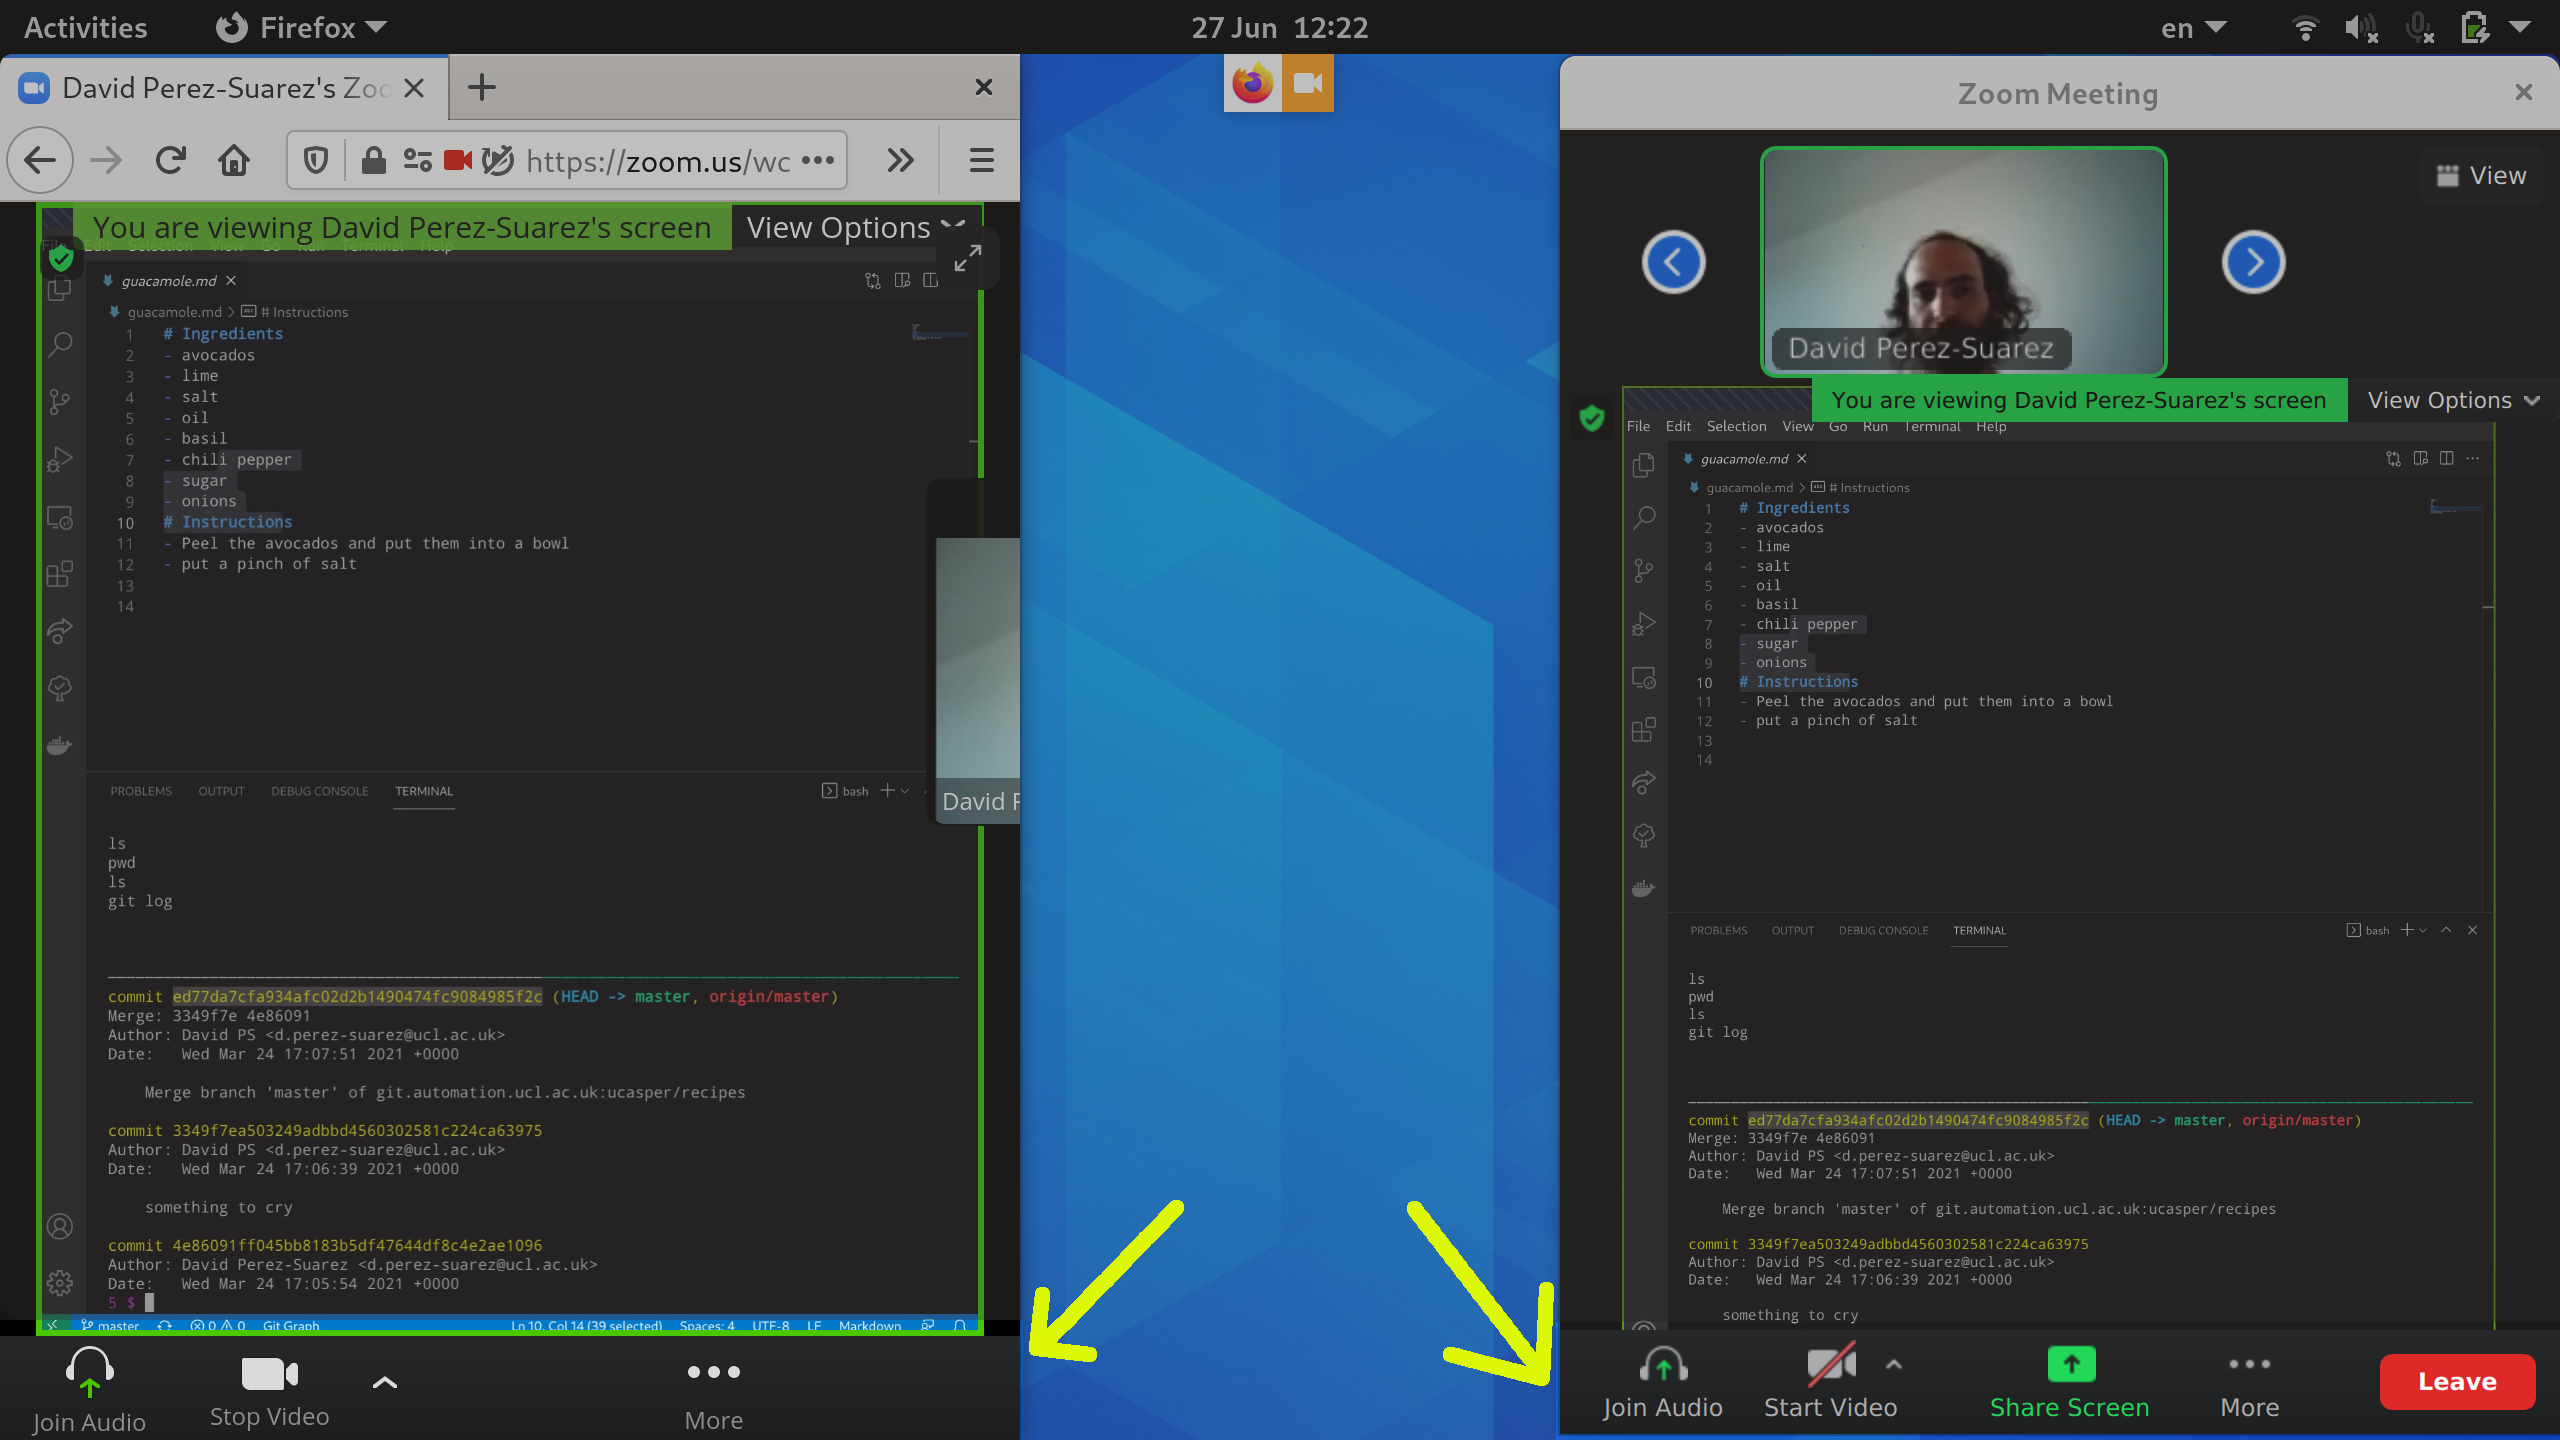 Activities Firefox 27 Jun 12:22 en
David Perez-Suarez's Zoo
https://zoom.us/wc
You are viewing David Perez-Suarez's screen View Options
File Edit Selection View Go Run Terminal Help
guacamole.md
guacamole.md > # Instructions
1 # Ingredients
2 - avocados
3 - lime
4 - salt
5 - oil
6 - basil
7 - chili pepper
8 - sugar
9 - onions
10 # Instructions
11 - Peel the avocados and put them into a bowl
12 - put a pinch of salt
13
14
David P
PROBLEMS OUTPUT DEBUG CONSOLE TERMINAL bash
ls
pwd
ls
git log
commit ed77da7cfa934afc02d2b1490474fc9084985f2c (HEAD -> master, origin/master)
Merge: 3349f7e 4e86091
Author: David PS <d.perez-suarez@ucl.ac.uk>
Date: Wed Mar 24 17:07:51 2021 +0000
Merge branch 'master' of git.automation.ucl.ac.uk:ucasper/recipes
commit 3349f7ea503249adbbd4560302581c224ca63975
Author: David PS <d.perez-suarez@ucl.ac.uk>
Date: Wed Mar 24 17:06:39 2021 +0000
something to cry
commit 4e86091ff045bb8183b5df47644df8c4e2ae1096
Author: David Perez-Suarez <d.perez-suarez@ucl.ac.uk>
Date: Wed Mar 24 17:05:54 2021 +0000
5 $
master 0 0 Git Graph Ln 10, Col 14 (39 selected) Spaces: 4 UTF-8 LF Markdown
Join Audio Stop Video More
Zoom Meeting
View
David Perez-Suarez
You are viewing David Perez-Suarez's screen View Options
File Edit Selection View Go Run Terminal Help
guacamole.md
guacamole.md > # Instructions
1 # Ingredients
2 - avocados
3 - lime
4 - salt
5 - oil
6 - basil
7 - chili pepper
8 - sugar
9 - onions
10 # Instructions
11 - Peel the avocados and put them into a bowl
12 - put a pinch of salt
13
14
PROBLEMS OUTPUT DEBUG CONSOLE TERMINAL bash
ls
pwd
ls
git log
commit ed77da7cfa934afc02d2b1490474fc9084985f2c (HEAD -> master, origin/master)
Merge: 3349f7e 4e86091
Author: David PS <d.perez-suarez@ucl.ac.uk>
Date: Wed Mar 24 17:07:51 2021 +0000
Merge branch 'master' of git.automation.ucl.ac.uk:ucasper/recipes
commit 3349f7ea503249adbbd4560302581c224ca63975
Author: David PS <d.perez-suarez@ucl.ac.uk>
Date: Wed Mar 24 17:06:39 2021 +0000
something to cry
Join Audio Start Video Share Screen More Leave